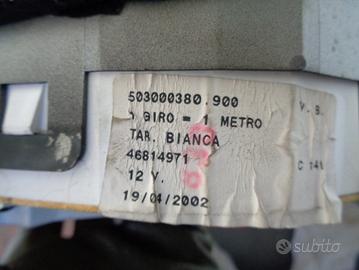 503000380.900 V. B.
1 GIRO = 1 METRO
TAR. BIANCA
46814971
12 V.
19/04/2002
subito